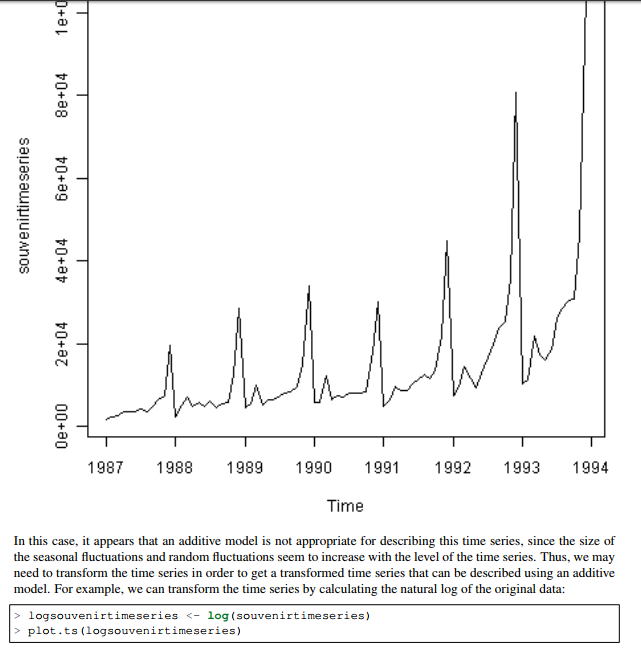 1e+0
8e+04
6e+04
4e+04
2e+04
0e+00
souvenirtimeseries
1987 1988 1989 1990 1991 1992 1993 1994
Time
In this case, it appears that an additive model is not appropriate for describing this time series, since the size of
the seasonal fluctuations and random fluctuations seem to increase with the level of the time series. Thus, we may
need to transform the time series in order to get a transformed time series that can be described using an additive
model. For example, we can transform the time series by calculating the natural log of the original data:
> logsouvenirtimeseries <- log(souvenirtimeseries)
> plot.ts(logsouvenirtimeseries)